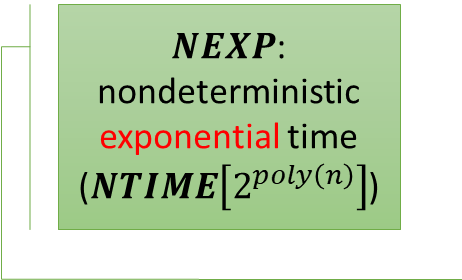 NEXP:
nondeterministic
exponential time
(NTIME[2^{poly(n)}])